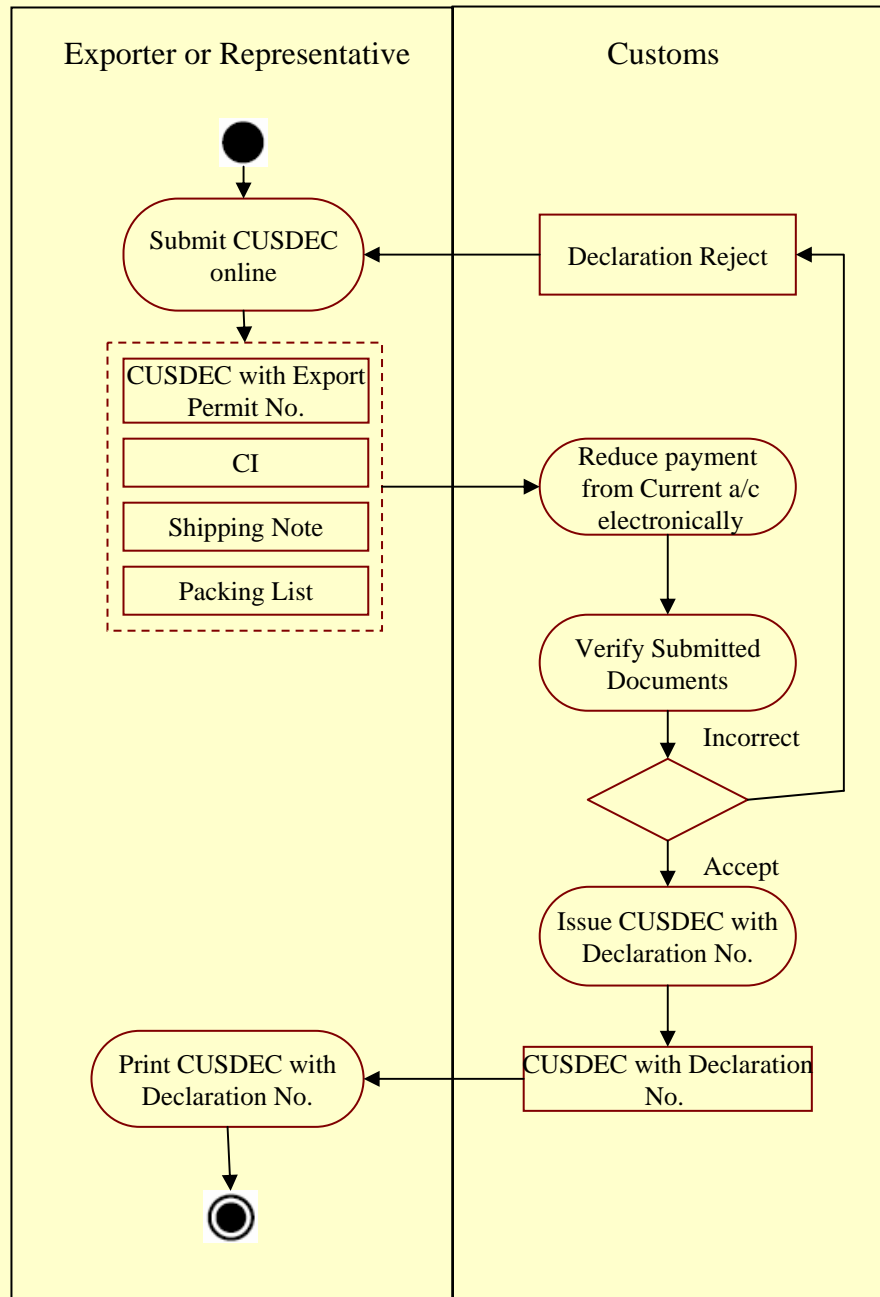 Exporter or Representative
Customs
Submit CUSDEC
online
Declaration Reject
CUSDEC with Export
Permit No.
CI
Shipping Note
Packing List
Reduce payment
from Current a/c
electronically
Verify Submitted
Documents
Incorrect
Accept
Issue CUSDEC with
Declaration No.
CUSDEC with Declaration
No.
Print CUSDEC with
Declaration No.